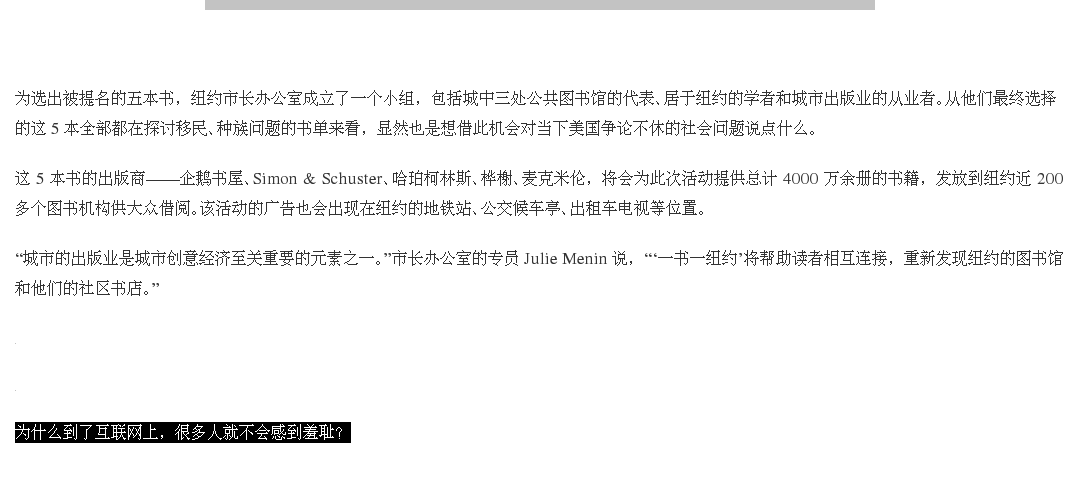 为选出被提名的五本书，纽约市长办公室成立了一个小组，包括城中三处公共图书馆的代表、居于纽约的学者和城市出版业的从业者。从他们最终选择
的这 5 本全部都在探讨移民、种族问题的书单来看，显然也是想借此机会对当下美国争论不休的社会问题说点什么。
这 5 本书的出版商——企鹅书屋、Simon & Schuster、哈珀柯林斯、桦榭、麦克米伦，将会为此次活动提供总计 4000 万余册的书籍，发放到纽约近 200
多个图书机构供大众借阅。该活动的广告也会出现在纽约的地铁站、公交候车亭、出租车电视等位置。
“城市的出版业是城市创意经济至关重要的元素之一。”市长办公室的专员 Julie Menin 说，“‘一书一纽约’将帮助读者相互连接，重新发现纽约的图书馆
和他们的社区书店。”
为什么到了互联网上，很多人就不会感到羞耻？